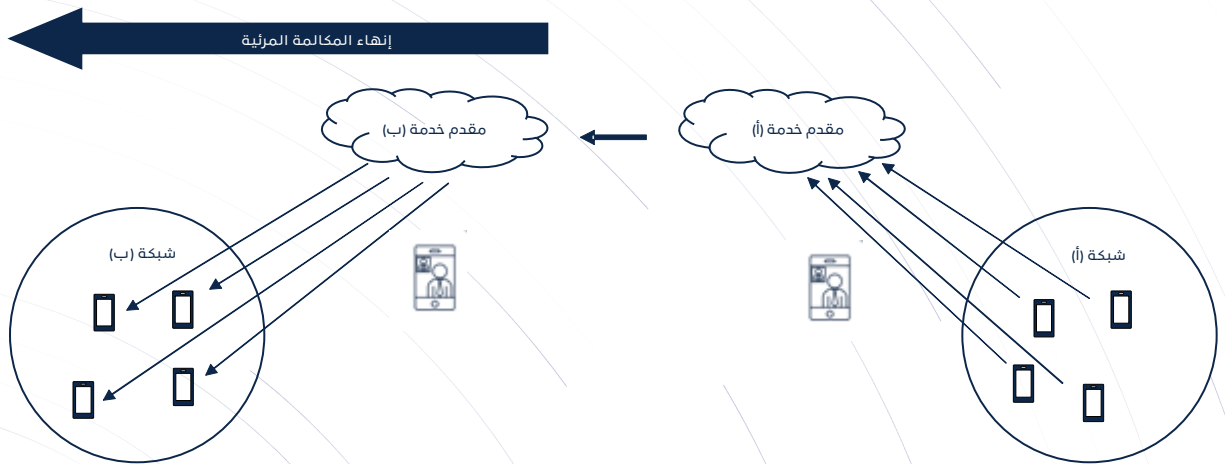 إنهاء المكالمة المرئية
مقدم خدمة (أ)
مقدم خدمة (ب)
شبكة (أ)
شبكة (ب)